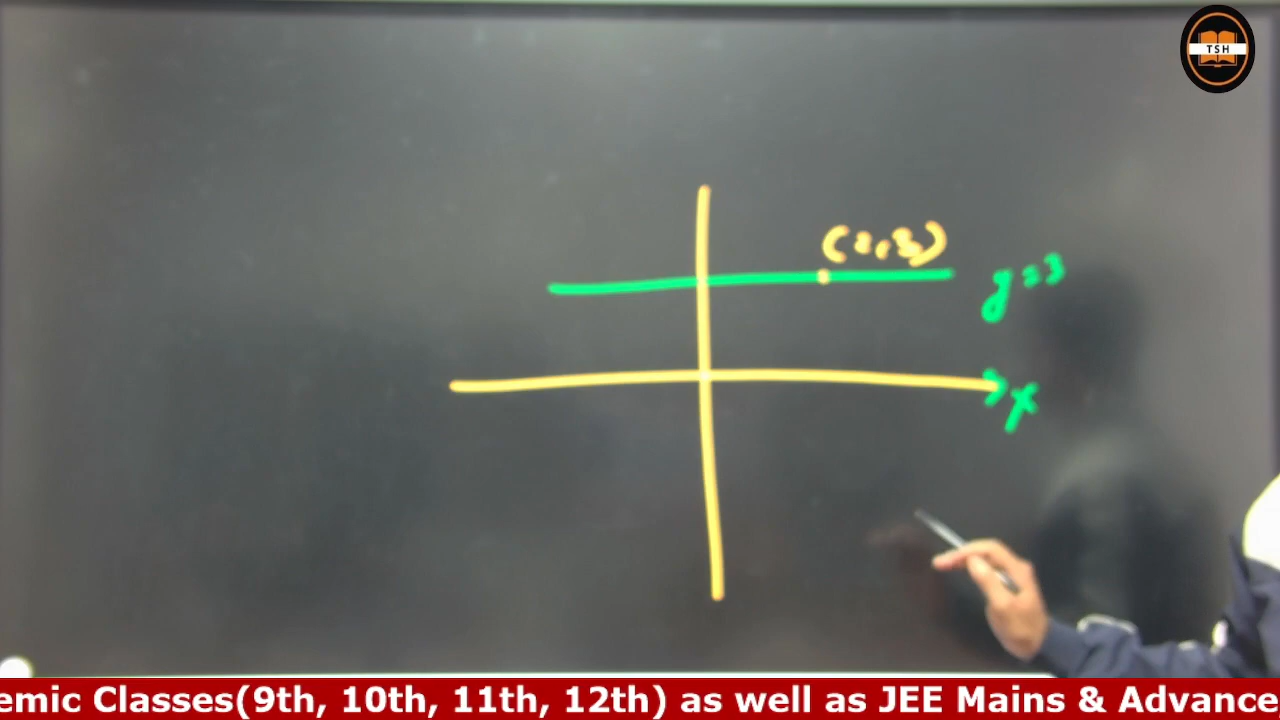 TSH
(2,3)
y=3
x
emic Classes(9th, 10th, 11th, 12th) as well as JEE Mains & Advance